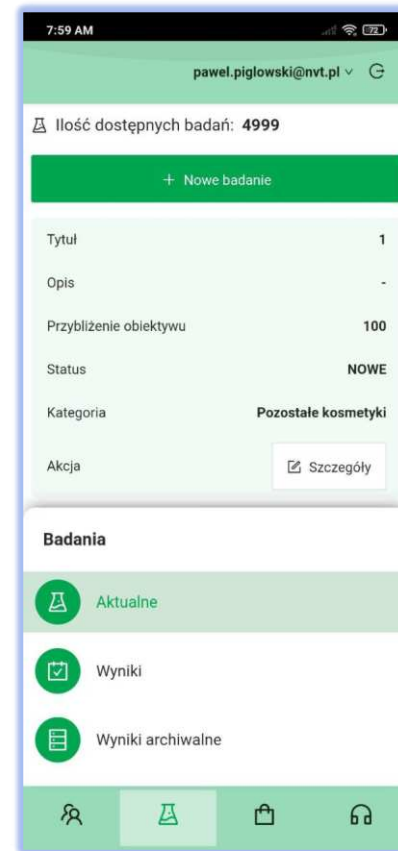 7:59 AM
72
pawel.piglowski@nvt.pl
Ilość dostępnych badań: 4999
+ Nowe badanie
Tytuł 1
Opis -
Przybliżenie obiektywu 100
Status NOWE
Kategoria Pozostałe kosmetyki
Akcja Szczegóły
Badania
Aktualne
Wyniki
Wyniki archiwalne